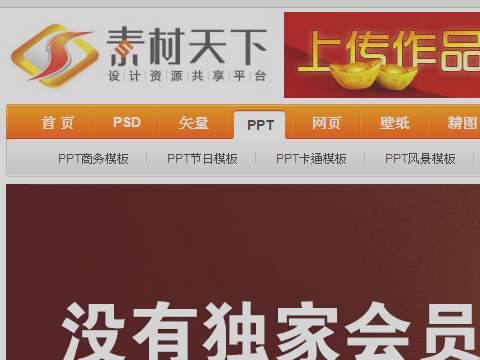 素材天下
设计资源共享平台
上传作品
首页 PSD 矢量 PPT 网页 壁纸 精图
PPT商务模板 PPT节日模板 PPT卡通模板 PPT风景模板
没有独家会员